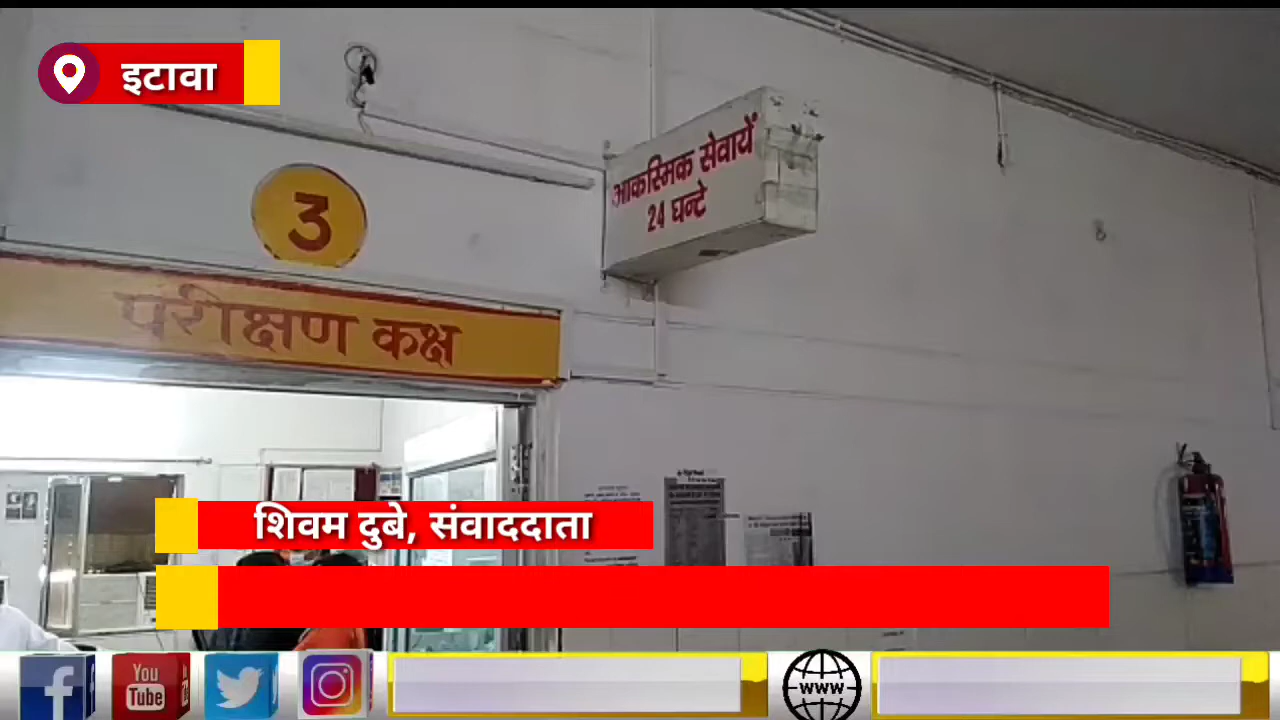 इटावा
आकस्मिक सेवायें
24 घन्टे
3
परीक्षण कक्ष
शिवम दुबे, संवाददाता
You
Tube
www